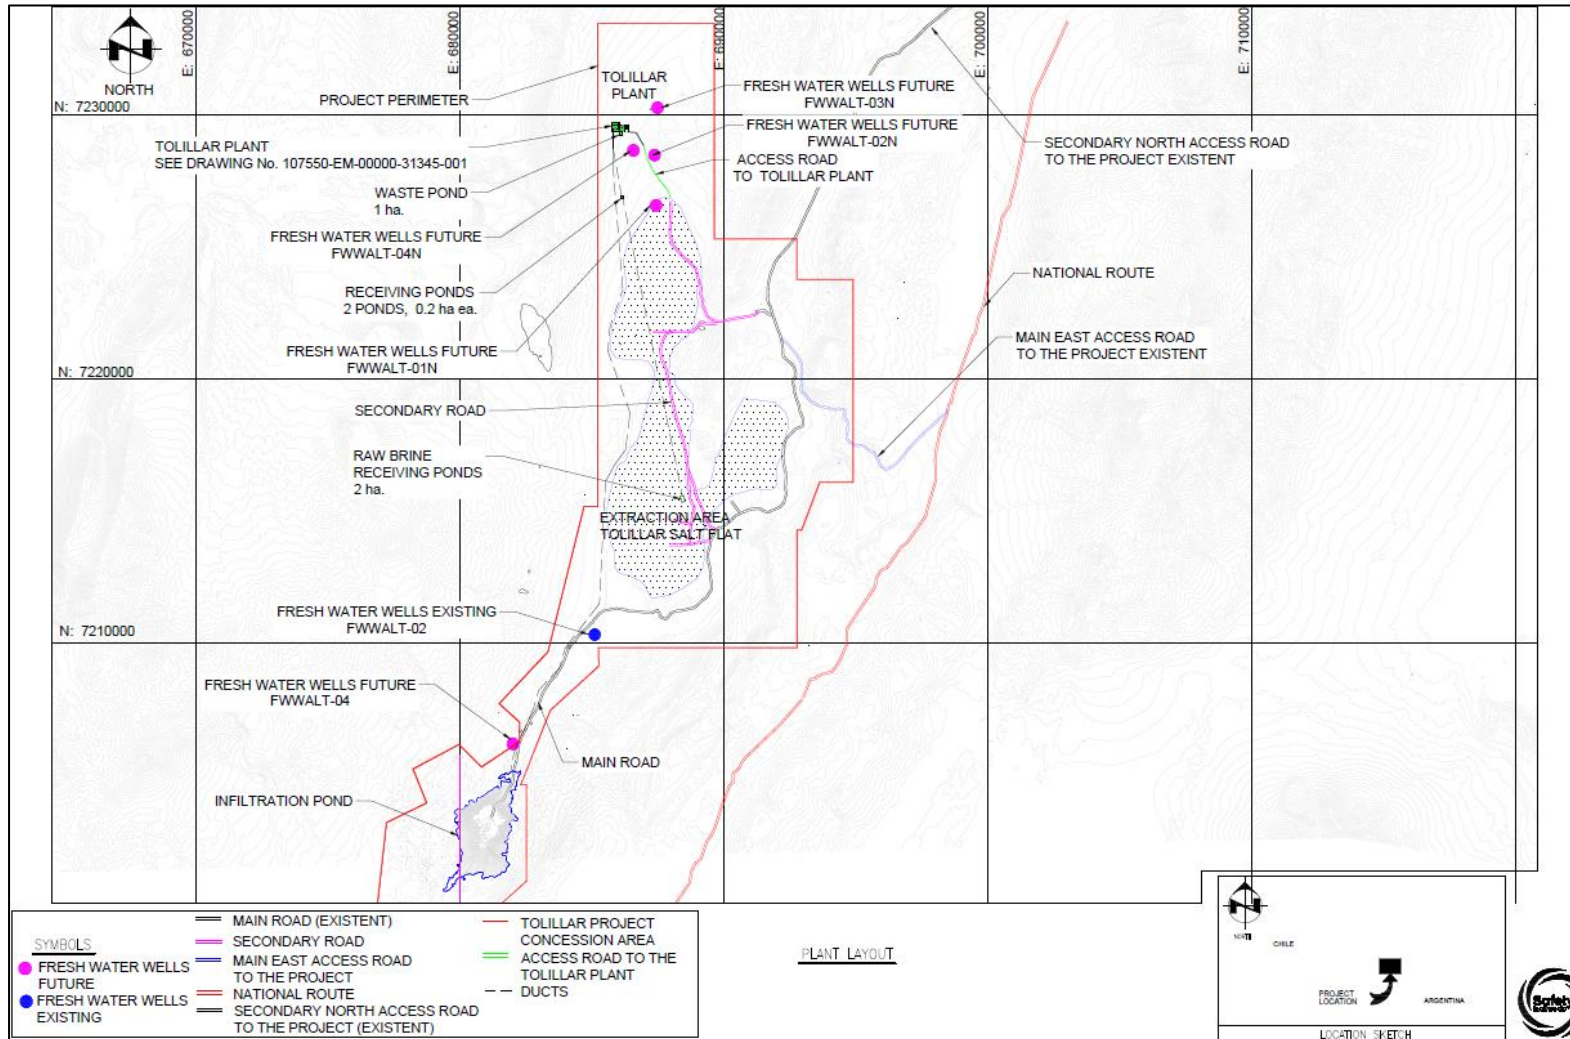 E: 670000
E: 680000
E: 690000
E: 700000
E: 710000
NORTH
N: 7230000
PROJECT PERIMETER
TOLILLAR
PLANT
FRESH WATER WELLS FUTURE
FWWALT-03N
FRESH WATER WELLS FUTURE
FWWALT-02N
TOLILLAR PLANT
SEE DRAWING No. 107550-EM-00000-31345-001
ACCESS ROAD
TO TOLILLAR PLANT
SECONDARY NORTH ACCESS ROAD
TO THE PROJECT EXISTENT
WASTE POND
1 ha.
FRESH WATER WELLS FUTURE
FWWALT-04N
NATIONAL ROUTE
RECEIVING PONDS
2 PONDS, 0.2 ha ea.
MAIN EAST ACCESS ROAD
TO THE PROJECT EXISTENT
FRESH WATER WELLS FUTURE
FWWALT-01N
N: 7220000
SECONDARY ROAD
RAW BRINE
RECEIVING PONDS
2 ha.
EXTRACTION AREA
TOLILLAR SALT FLAT
FRESH WATER WELLS EXISTING
FWWALT-02
N: 7210000
FRESH WATER WELLS FUTURE
FWWALT-04
MAIN ROAD
INFILTRATION POND
SYMBOLS
FRESH WATER WELLS
FUTURE
FRESH WATER WELLS
EXISTING
MAIN ROAD (EXISTENT)
SECONDARY ROAD
MAIN EAST ACCESS ROAD
TO THE PROJECT
NATIONAL ROUTE
SECONDARY NORTH ACCESS ROAD
TO THE PROJECT (EXISTENT)
TOLILLAR PROJECT
CONCESSION AREA
ACCESS ROAD TO THE
TOLILLAR PLANT
DUCTS
PLANT LAYOUT
NORTH
CHILE
PROJECT
LOCATION
ARGENTINA
LOCATION SKETCH
Safety